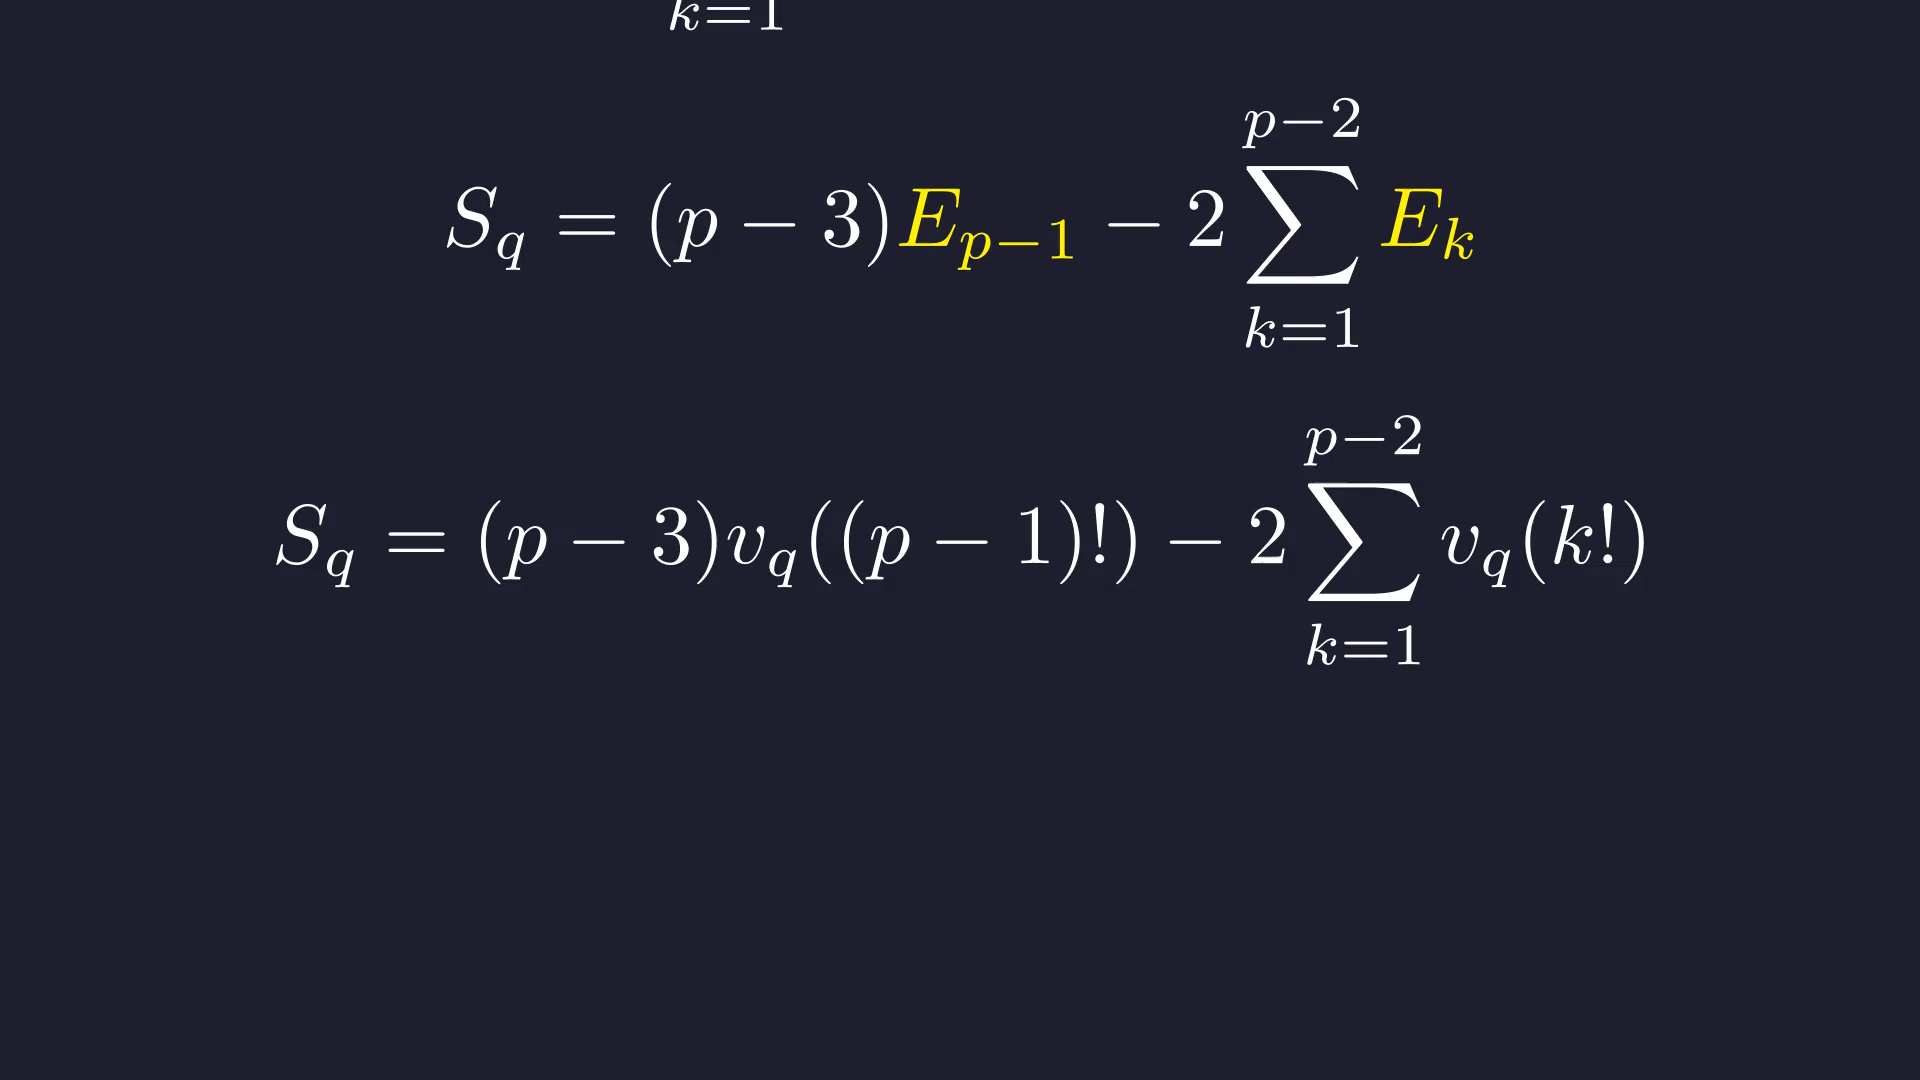 k=1
S_q = (p − 3)E_{p−1} − 2 \sum_{k=1}^{p−2} E_k
S_q = (p − 3)v_q((p − 1)!) − 2 \sum_{k=1}^{p−2} v_q(k!)